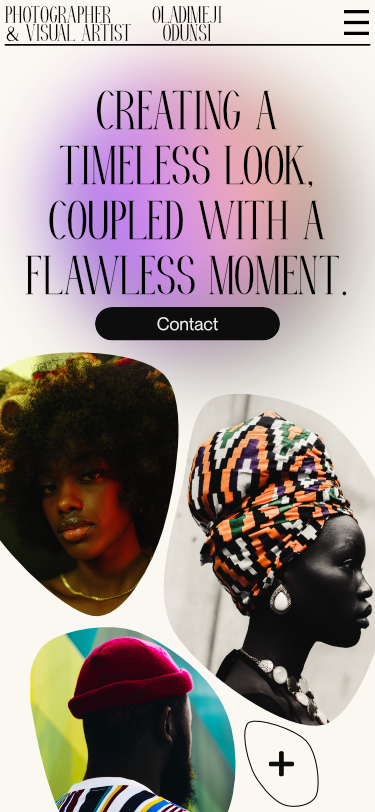 PHOTOGRAPHER
& VISUAL ARTIST
OLADIMEJI
ODUNSI
CREATING A
TIMELESS LOOK,
COUPLED WITH A
FLAWLESS MOMENT.
Contact